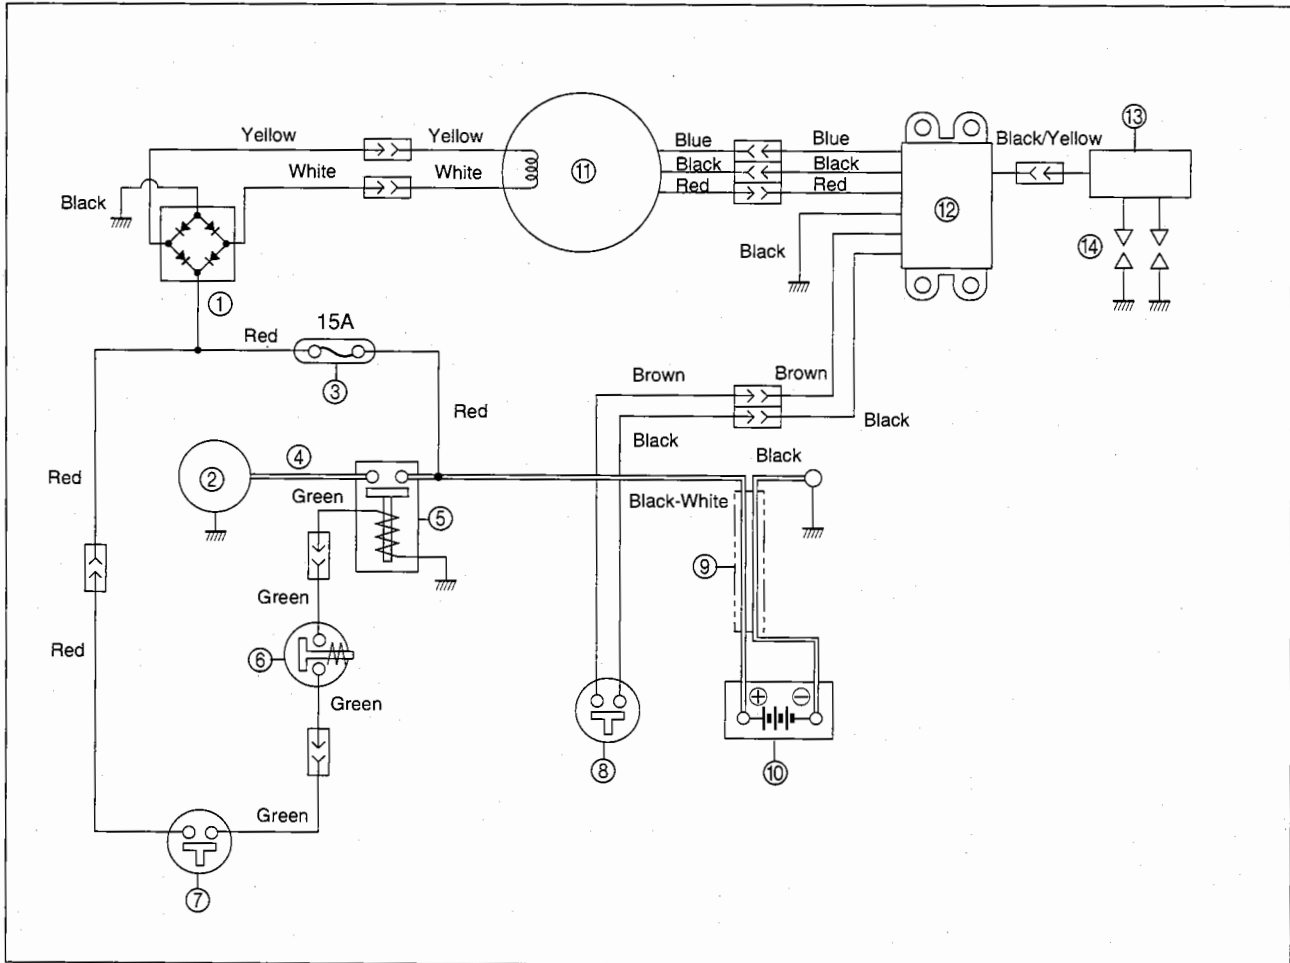 Yellow
Yellow
White
White
Black
Blue
Blue
Black
Black
Red
Red
Black/Yellow
⑬
⑪
⑫
⑭
Black
①
Red
15A
③
Red
Brown
Brown
Black
Black
②
④
Green
⑤
Red
Black
Black-White
⑨
Green
Red
⑥
Green
+
−
⑧
⑩
Green
⑦